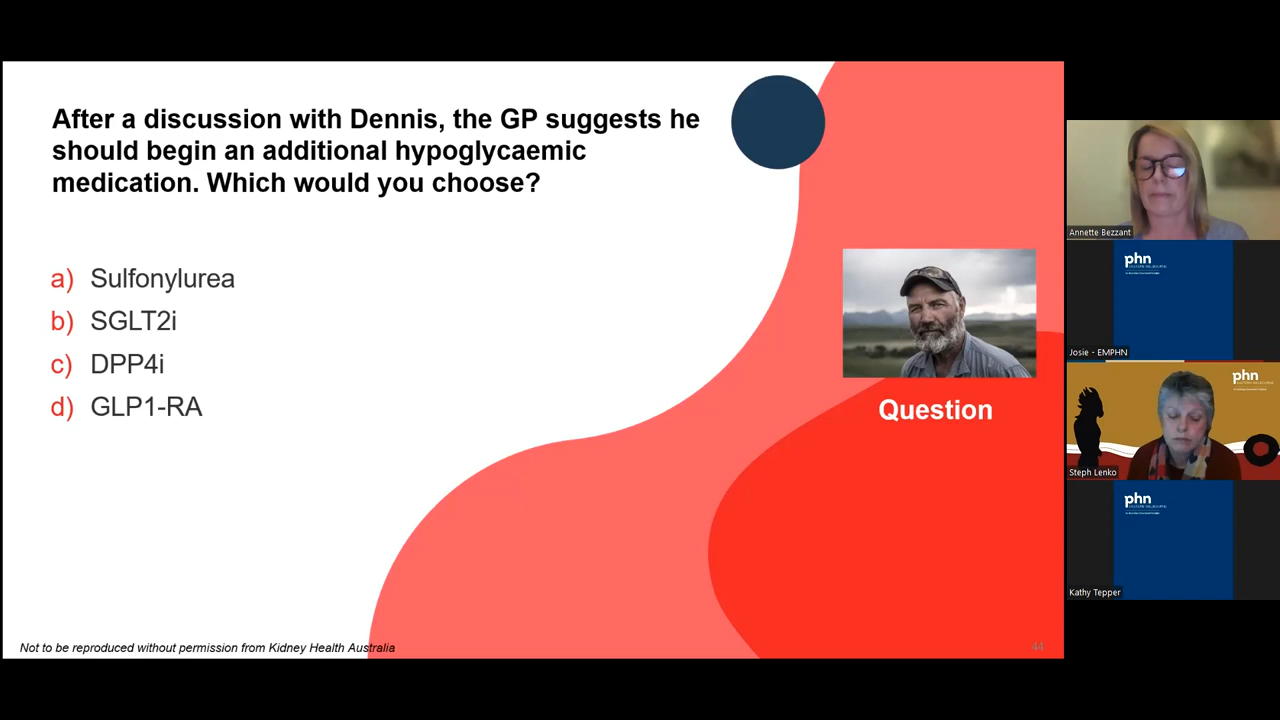 After a discussion with Dennis, the GP suggests he
should begin an additional hypoglycaemic
medication. Which would you choose?
a) Sulfonylurea
b) SGLT2i
c) DPP4i
d) GLP1-RA
Question
Not to be reproduced without permission from Kidney Health Australia
44
Annette Bezzant
phn
Josie - EMPHN
phn
Steph Lenko
phn
Kathy Tepper